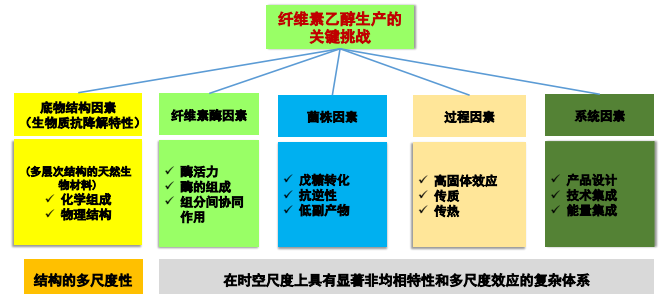 纤维素乙醇生产的
关键挑战
底物结构因素
（生物质抗降解特性）
纤维素酶因素
菌株因素
过程因素
系统因素
(多层次结构的天然生
物材料)
✓ 化学组成
✓ 物理结构
✓ 酶活力
✓ 酶的组成
✓ 组分间协同
作用
✓ 戊糖转化
✓ 抗逆性
✓ 低副产物
✓ 高固体效应
✓ 传质
✓ 传热
✓ 产品设计
✓ 技术集成
✓ 能量集成
结构的多尺度性
在时空尺度上具有显著非均相特性和多尺度效应的复杂体系